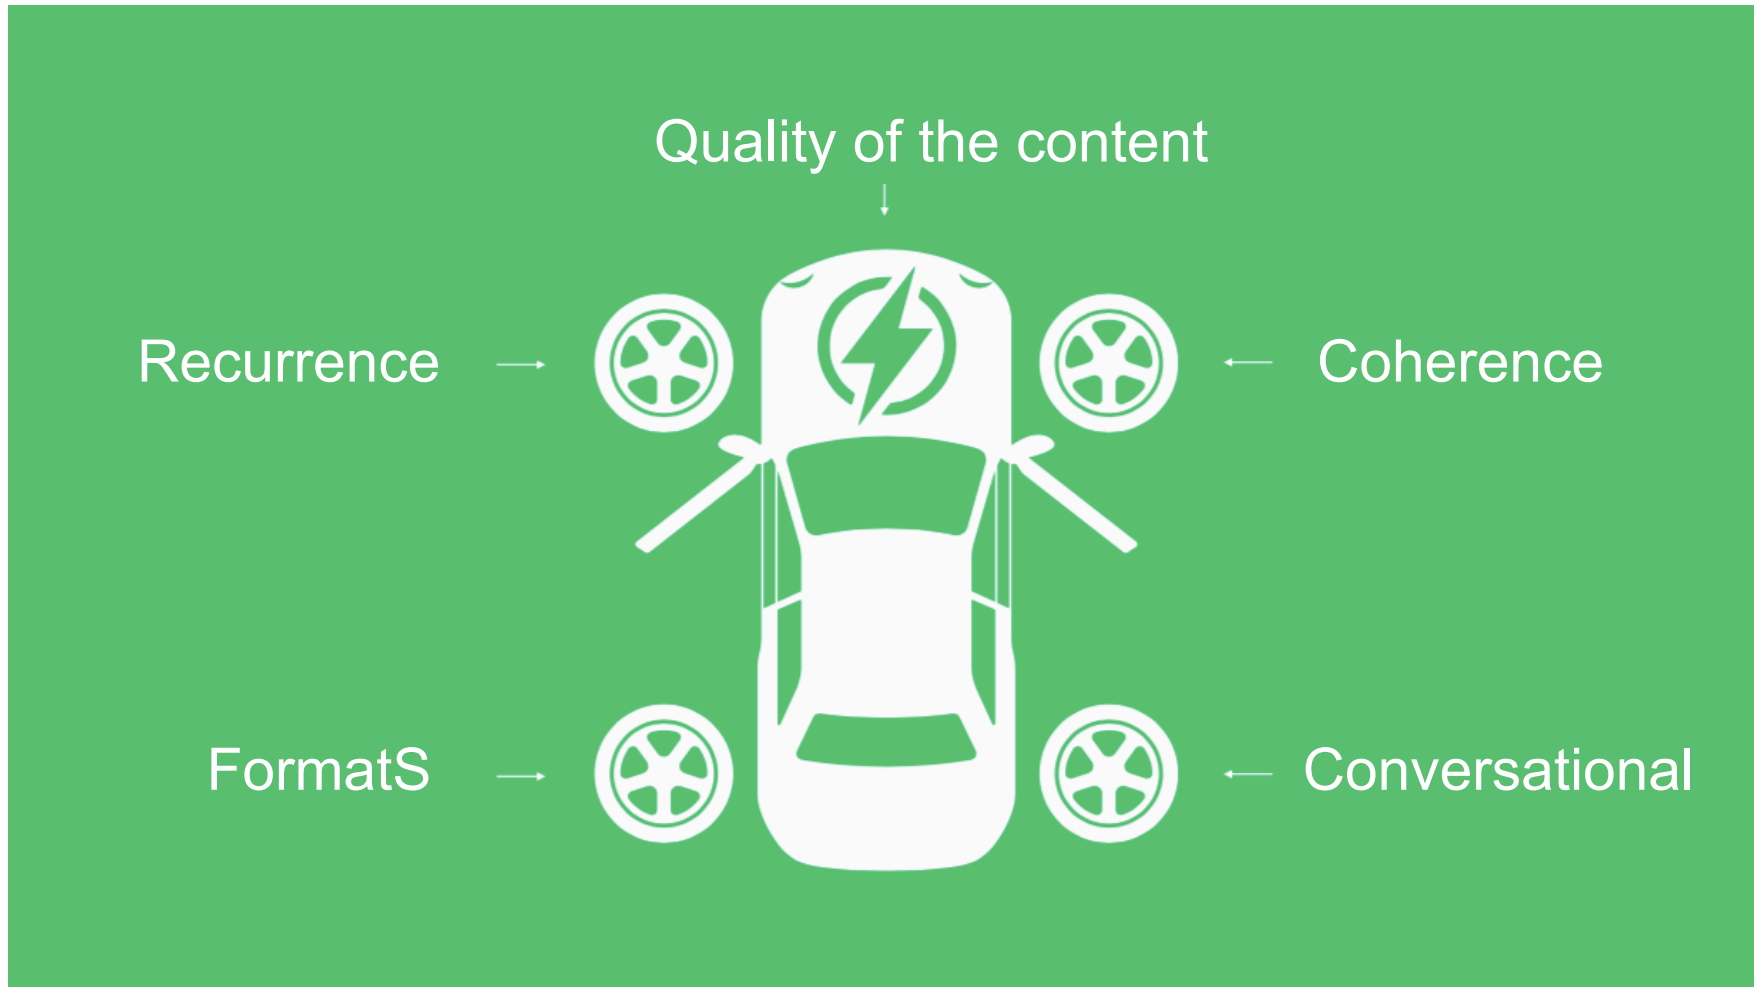 Quality of the content
Recurrence
Coherence
FormatS
Conversational